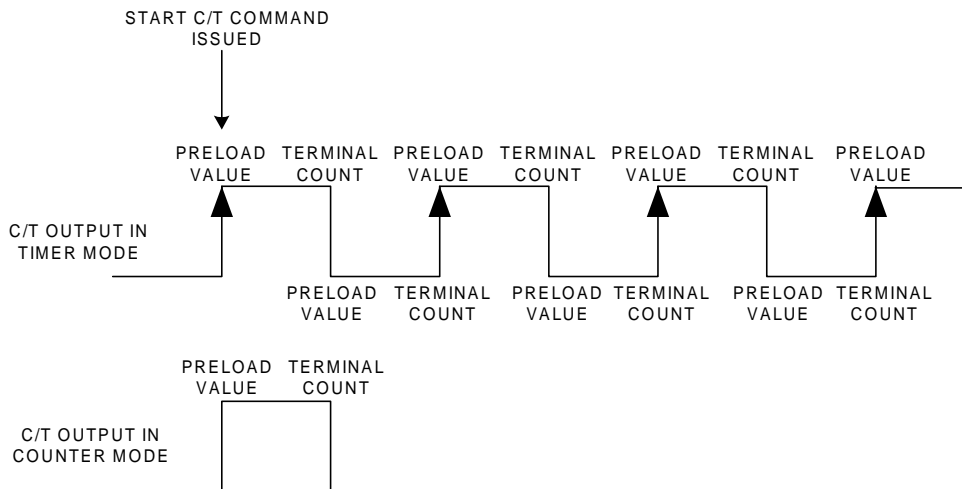 START C/T COMMAND
ISSUED
PRELOAD TERMINAL PRELOAD TERMINAL PRELOAD TERMINAL PRELOAD
VALUE COUNT VALUE COUNT VALUE COUNT VALUE
C/T OUTPUT IN
TIMER MODE
PRELOAD TERMINAL PRELOAD TERMINAL PRELOAD TERMINAL
VALUE COUNT VALUE COUNT VALUE COUNT
PRELOAD TERMINAL
VALUE COUNT
C/T OUTPUT IN
COUNTER MODE